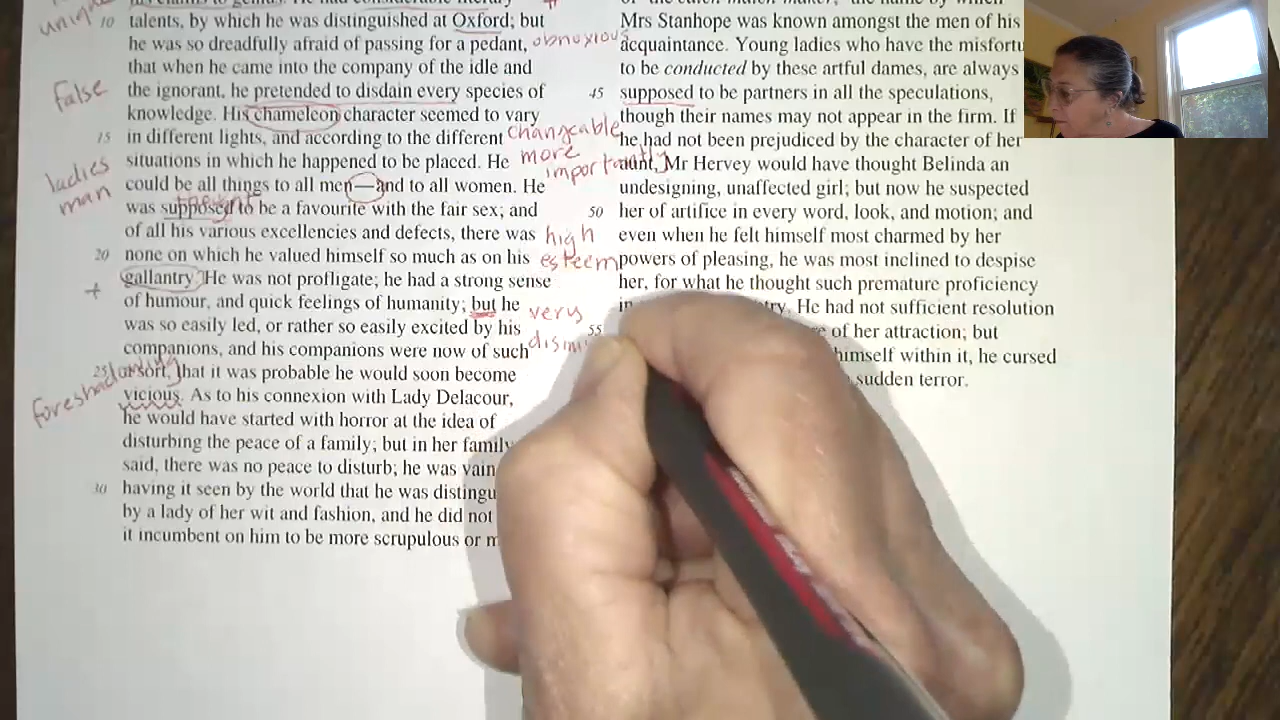 unique
10 talents, by which he was distinguished at Oxford; but
he was so dreadfully afraid of passing for a pedant, obnoxious
that when he came into the company of the idle and
False
the ignorant, he pretended to disdain every species of
knowledge. His chameleon character seemed to vary
15 in different lights, and according to the different changeable
situations in which he happened to be placed. He more importantly
ladies man
could be all things to all men—and to all women. He
was supposed to be a favourite with the fair sex; and
of all his various excellencies and defects, there was high
20 none on which he valued himself so much as on his esteem
gallantry. He was not profligate; he had a strong sense
+
of humour, and quick feelings of humanity; but he very
was so easily led, or rather so easily excited by his
companions, and his companions were now of such
foreshadowing
25 a sort, that it was probable he would soon become
vicious. As to his connexion with Lady Delacour,
he would have started with horror at the idea of
disturbing the peace of a family; but in her family
said, there was no peace to disturb; he was vain
30 having it seen by the world that he was distingu
by a lady of her wit and fashion, and he did not
it incumbent on him to be more scrupulous or m
Mrs Stanhope was known amongst the men of his
acquaintance. Young ladies who have the misfortu
to be conducted by these artful dames, are always
45 supposed to be partners in all the speculations,
though their names may not appear in the firm. If
he had not been prejudiced by the character of her
aunt, Mr Hervey would have thought Belinda an
undesigning, unaffected girl; but now he suspected
50 her of artifice in every word, look, and motion; and
even when he felt himself most charmed by her
powers of pleasing, he was most inclined to despise
her, for what he thought such premature proficiency
in try. He had not sufficient resolution
55 of her attraction; but
himself within it, he cursed
sudden terror.